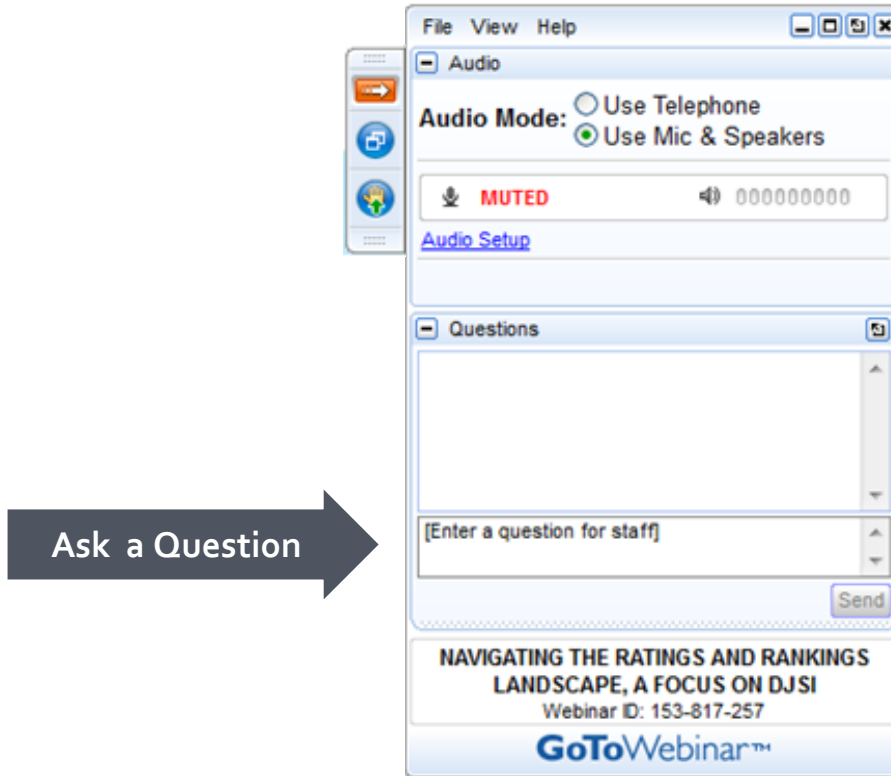 File View Help
Audio
Audio Mode:
Use Telephone
Use Mic & Speakers
MUTED 000000000
Audio Setup
Questions
[Enter a question for staff]
Ask a Question
Send
NAVIGATING THE RATINGS AND RANKINGS
LANDSCAPE, A FOCUS ON DJSI
Webinar ID: 153-817-257
GoToWebinar™